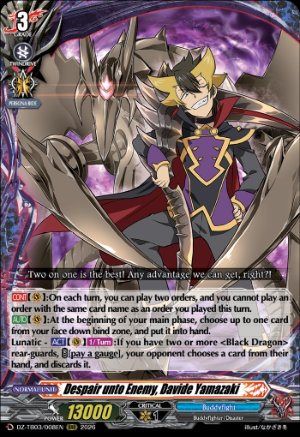 3
GRADE
TWINDRIVE
PERSONA RIDE
Two on one is the best! Any advantage we can get, right?!
CONT: On each turn, you can play two orders, and you cannot play an
order with the same card name as an order you played this turn.
AUTO: At the beginning of your main phase, choose up to one card
from your face down bind zone, and put it into hand.
Lunatic - ACT 1/Turn: If you have two or more <Black Dragon>
rear-guards, [pay a gauge], your opponent chooses a card from their
hand, and discards it.
NORMAL UNIT
Despair unto Enemy, Davide Yamazaki
POWER 13000
CRITICAL
1
Buddyfight
Buddyfighter/Disaster
DZ-TB03/008EN RRR 2026